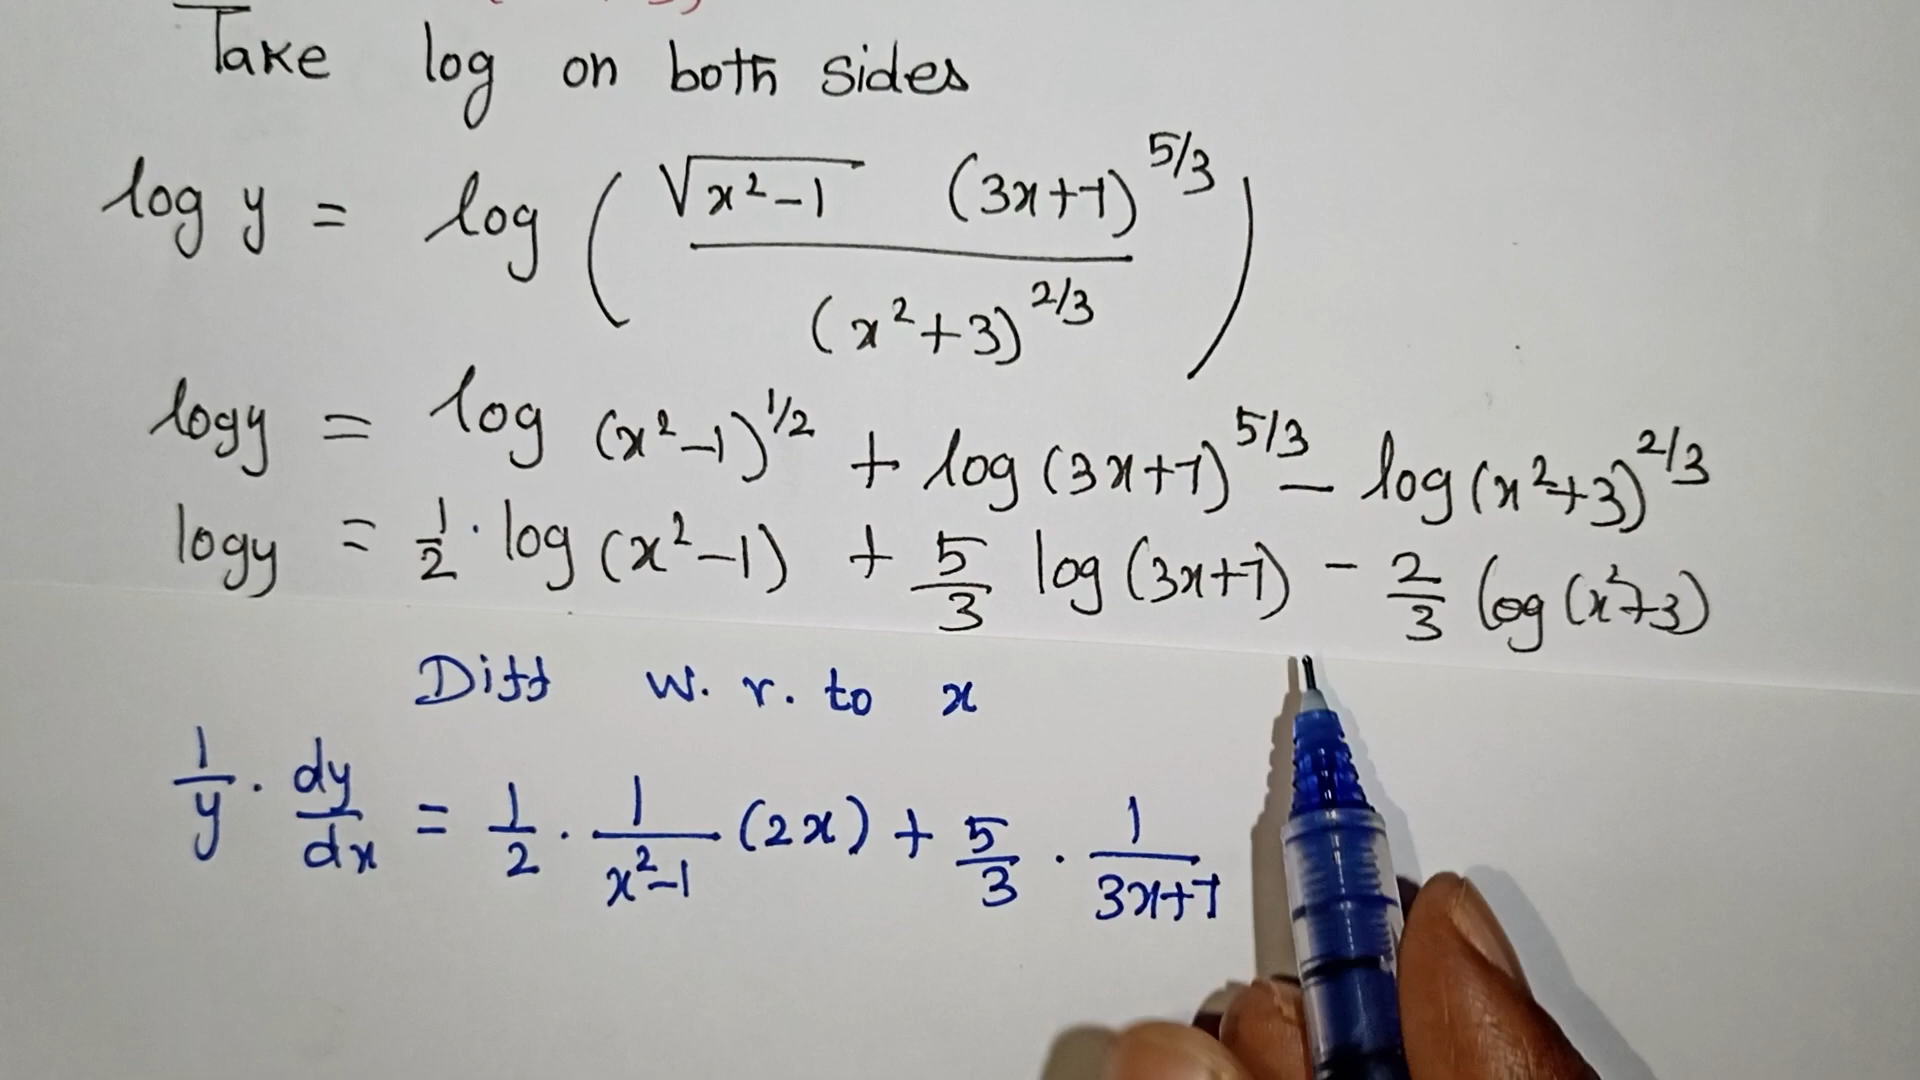 Take log on both sides
log y = log ( √x²-1 (3x+7)^5/3 / (x²+3)^2/3 )
logy = log (x²-1)^1/2 + log (3x+7)^5/3 - log (x²+3)^2/3
logy = 1/2 · log (x²-1) + 5/3 log (3x+7) - 2/3 log (x²+3)
Diff w. r. to x
1/y · dy/dx = 1/2 · 1/x²-1 (2x) + 5/3 · 1/3x+7